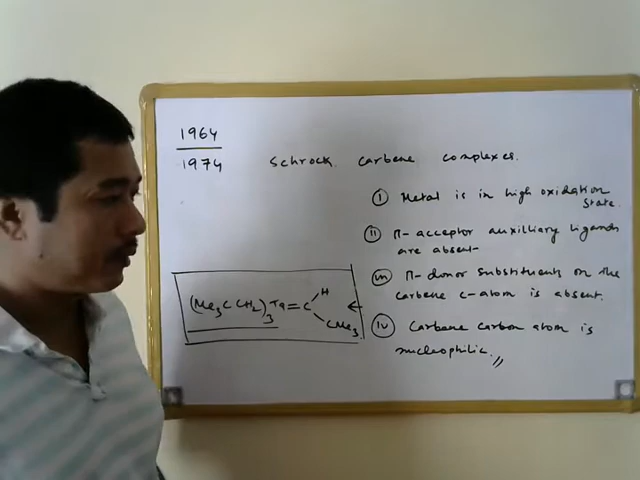 1964
1974 Schrock carbene complexes.
(i) Metal is in high oxidation
state.
(ii) Π-acceptor auxilliary ligands
are absent
(iii) Π-donor substituents on the
carbene c-atom is absent.
(Me3CCH2)3Ta=C
H
CMe3
(iv) Carbene carbon atom is
nucleophilic.